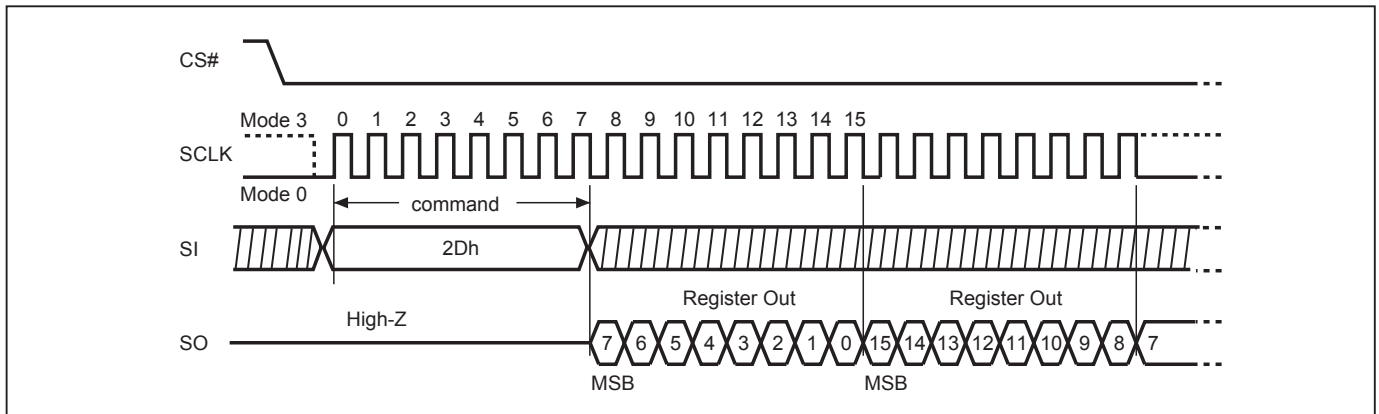 CS#
Mode 3 0 1 2 3 4 5 6 7 8 9 10 11 12 13 14 15
SCLK
Mode 0
command
SI 2Dh
Register Out Register Out
High-Z
SO 7 6 5 4 3 2 1 0 15 14 13 12 11 10 9 8 7
MSB MSB